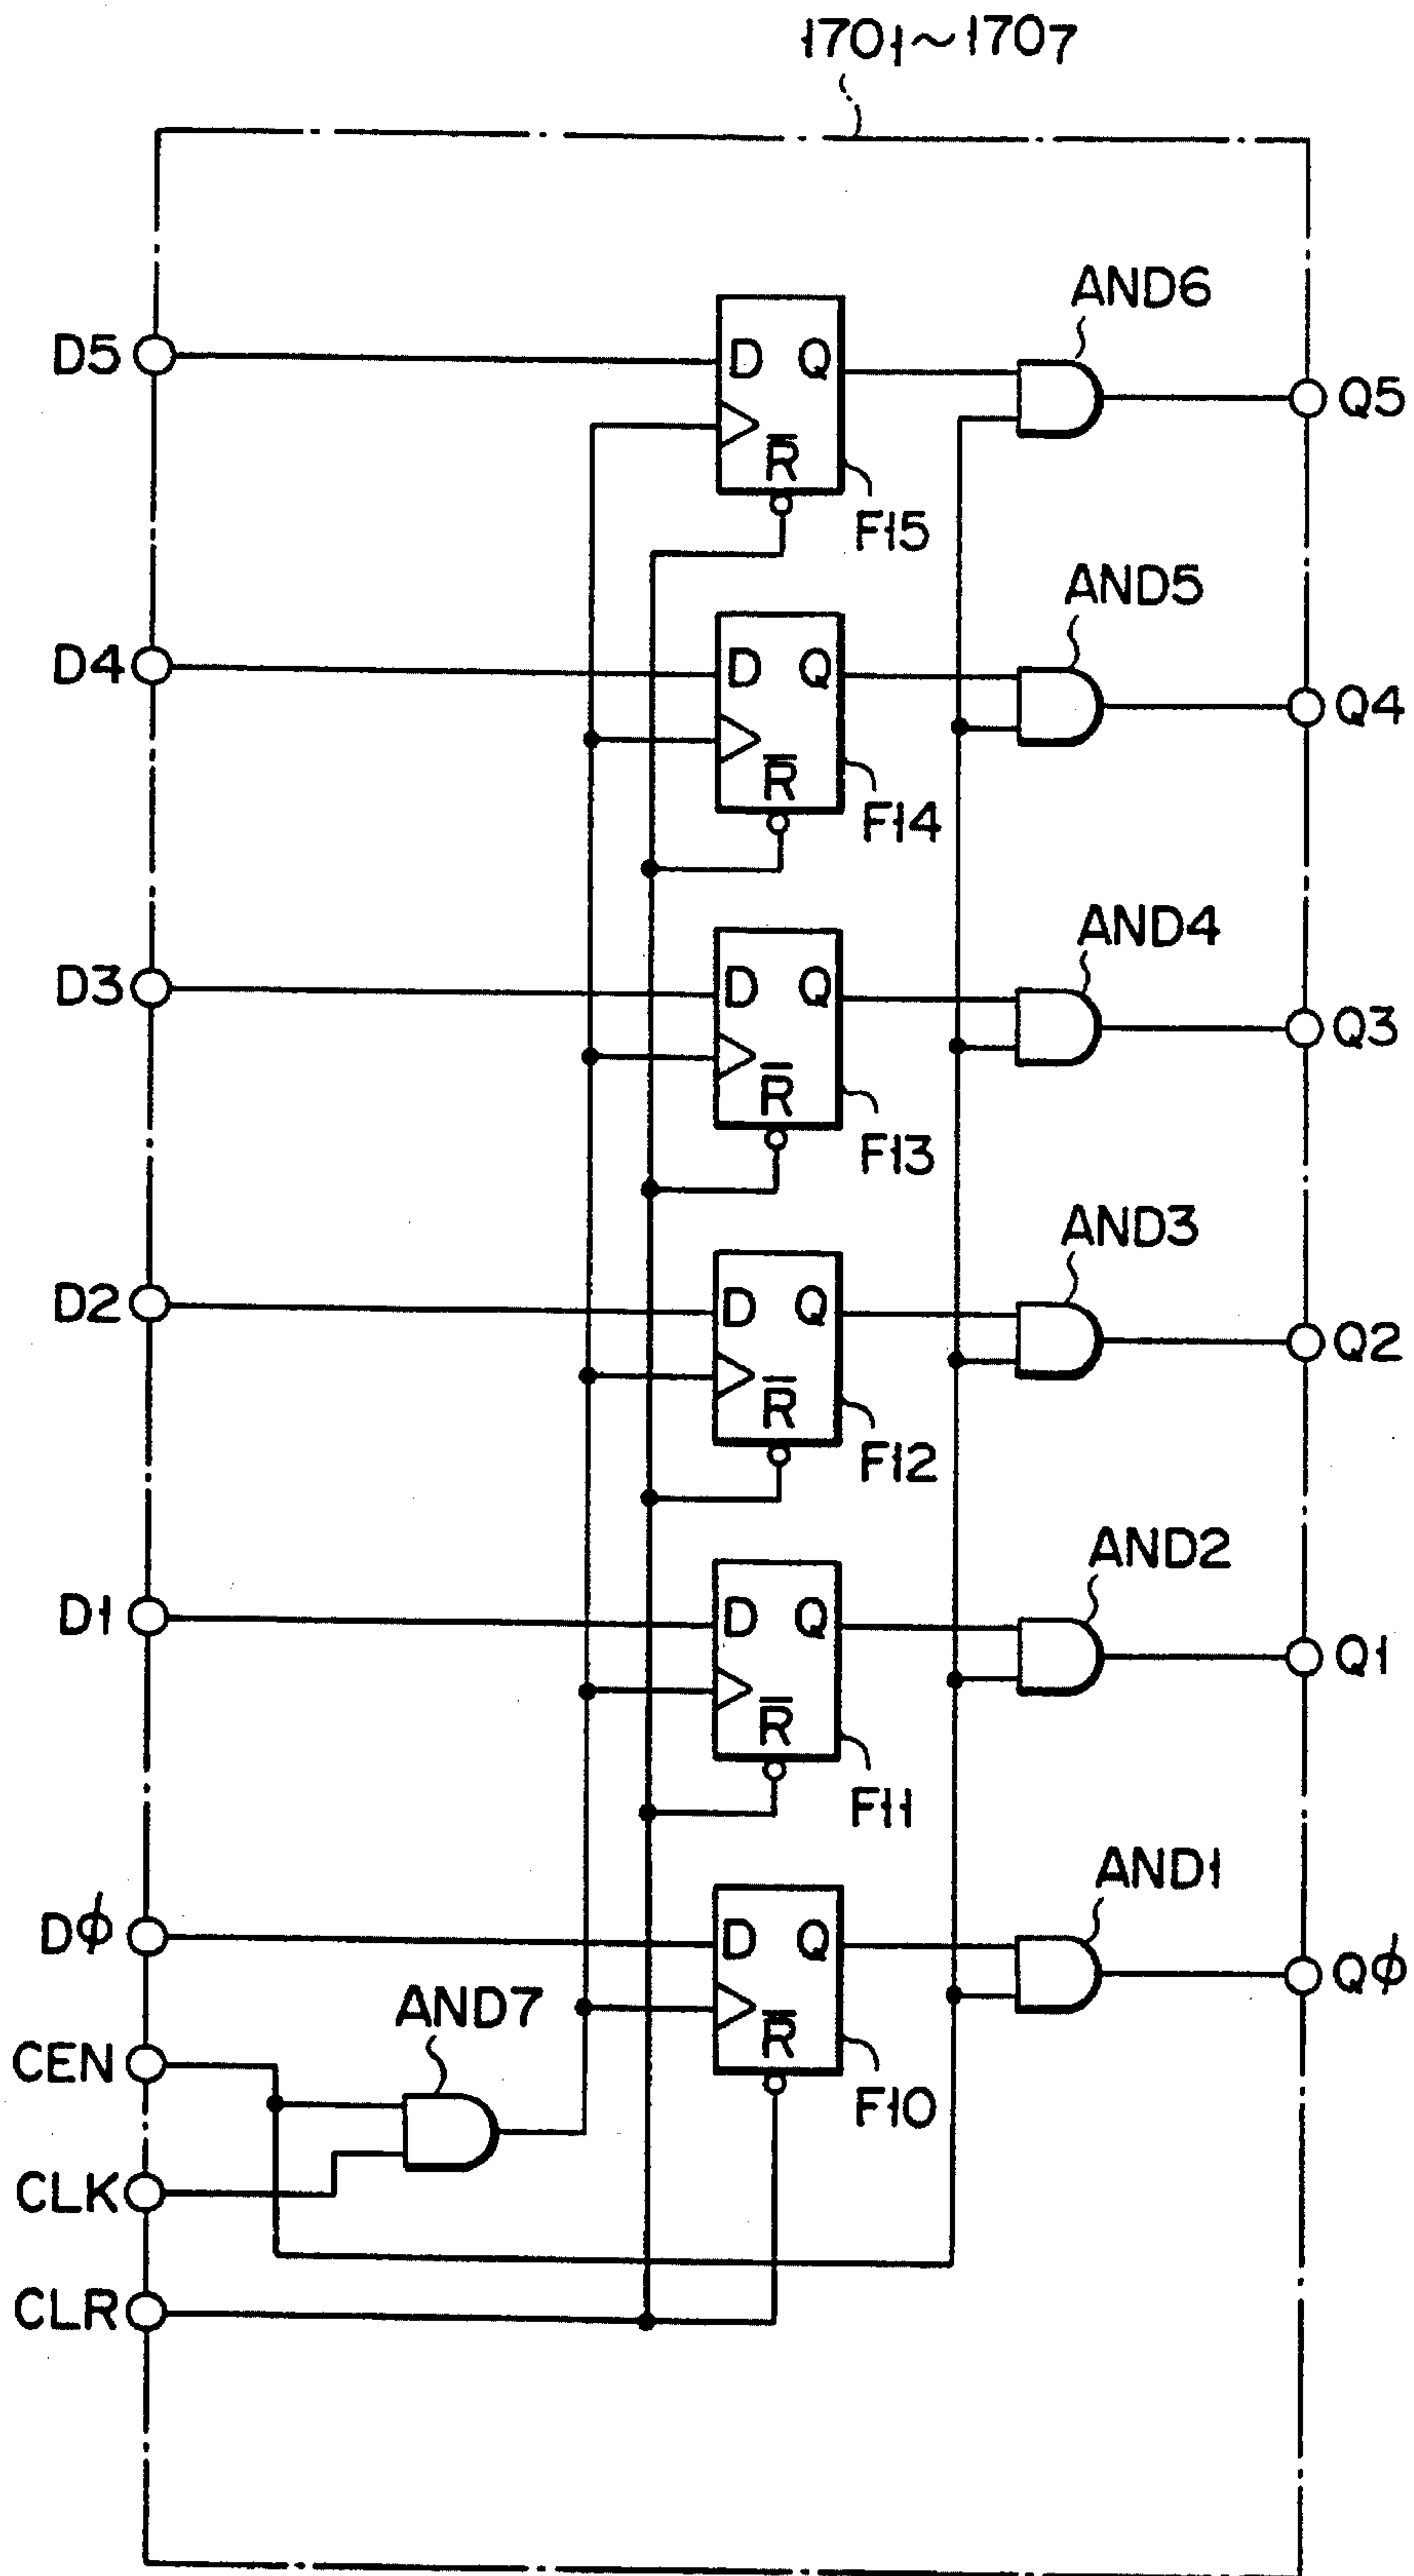 170₁~170₇
AND6
D5
D Q
Q5
R̅
F15
AND5
D4
D Q
Q4
R̅
F14
AND4
D3
D Q
Q3
R̅
F13
AND3
D2
D Q
Q2
R̅
F12
AND2
D1
D Q
Q1
R̅
F11
AND1
Dϕ
D Q
Qϕ
AND7
R̅
CEN
F10
CLK
CLR